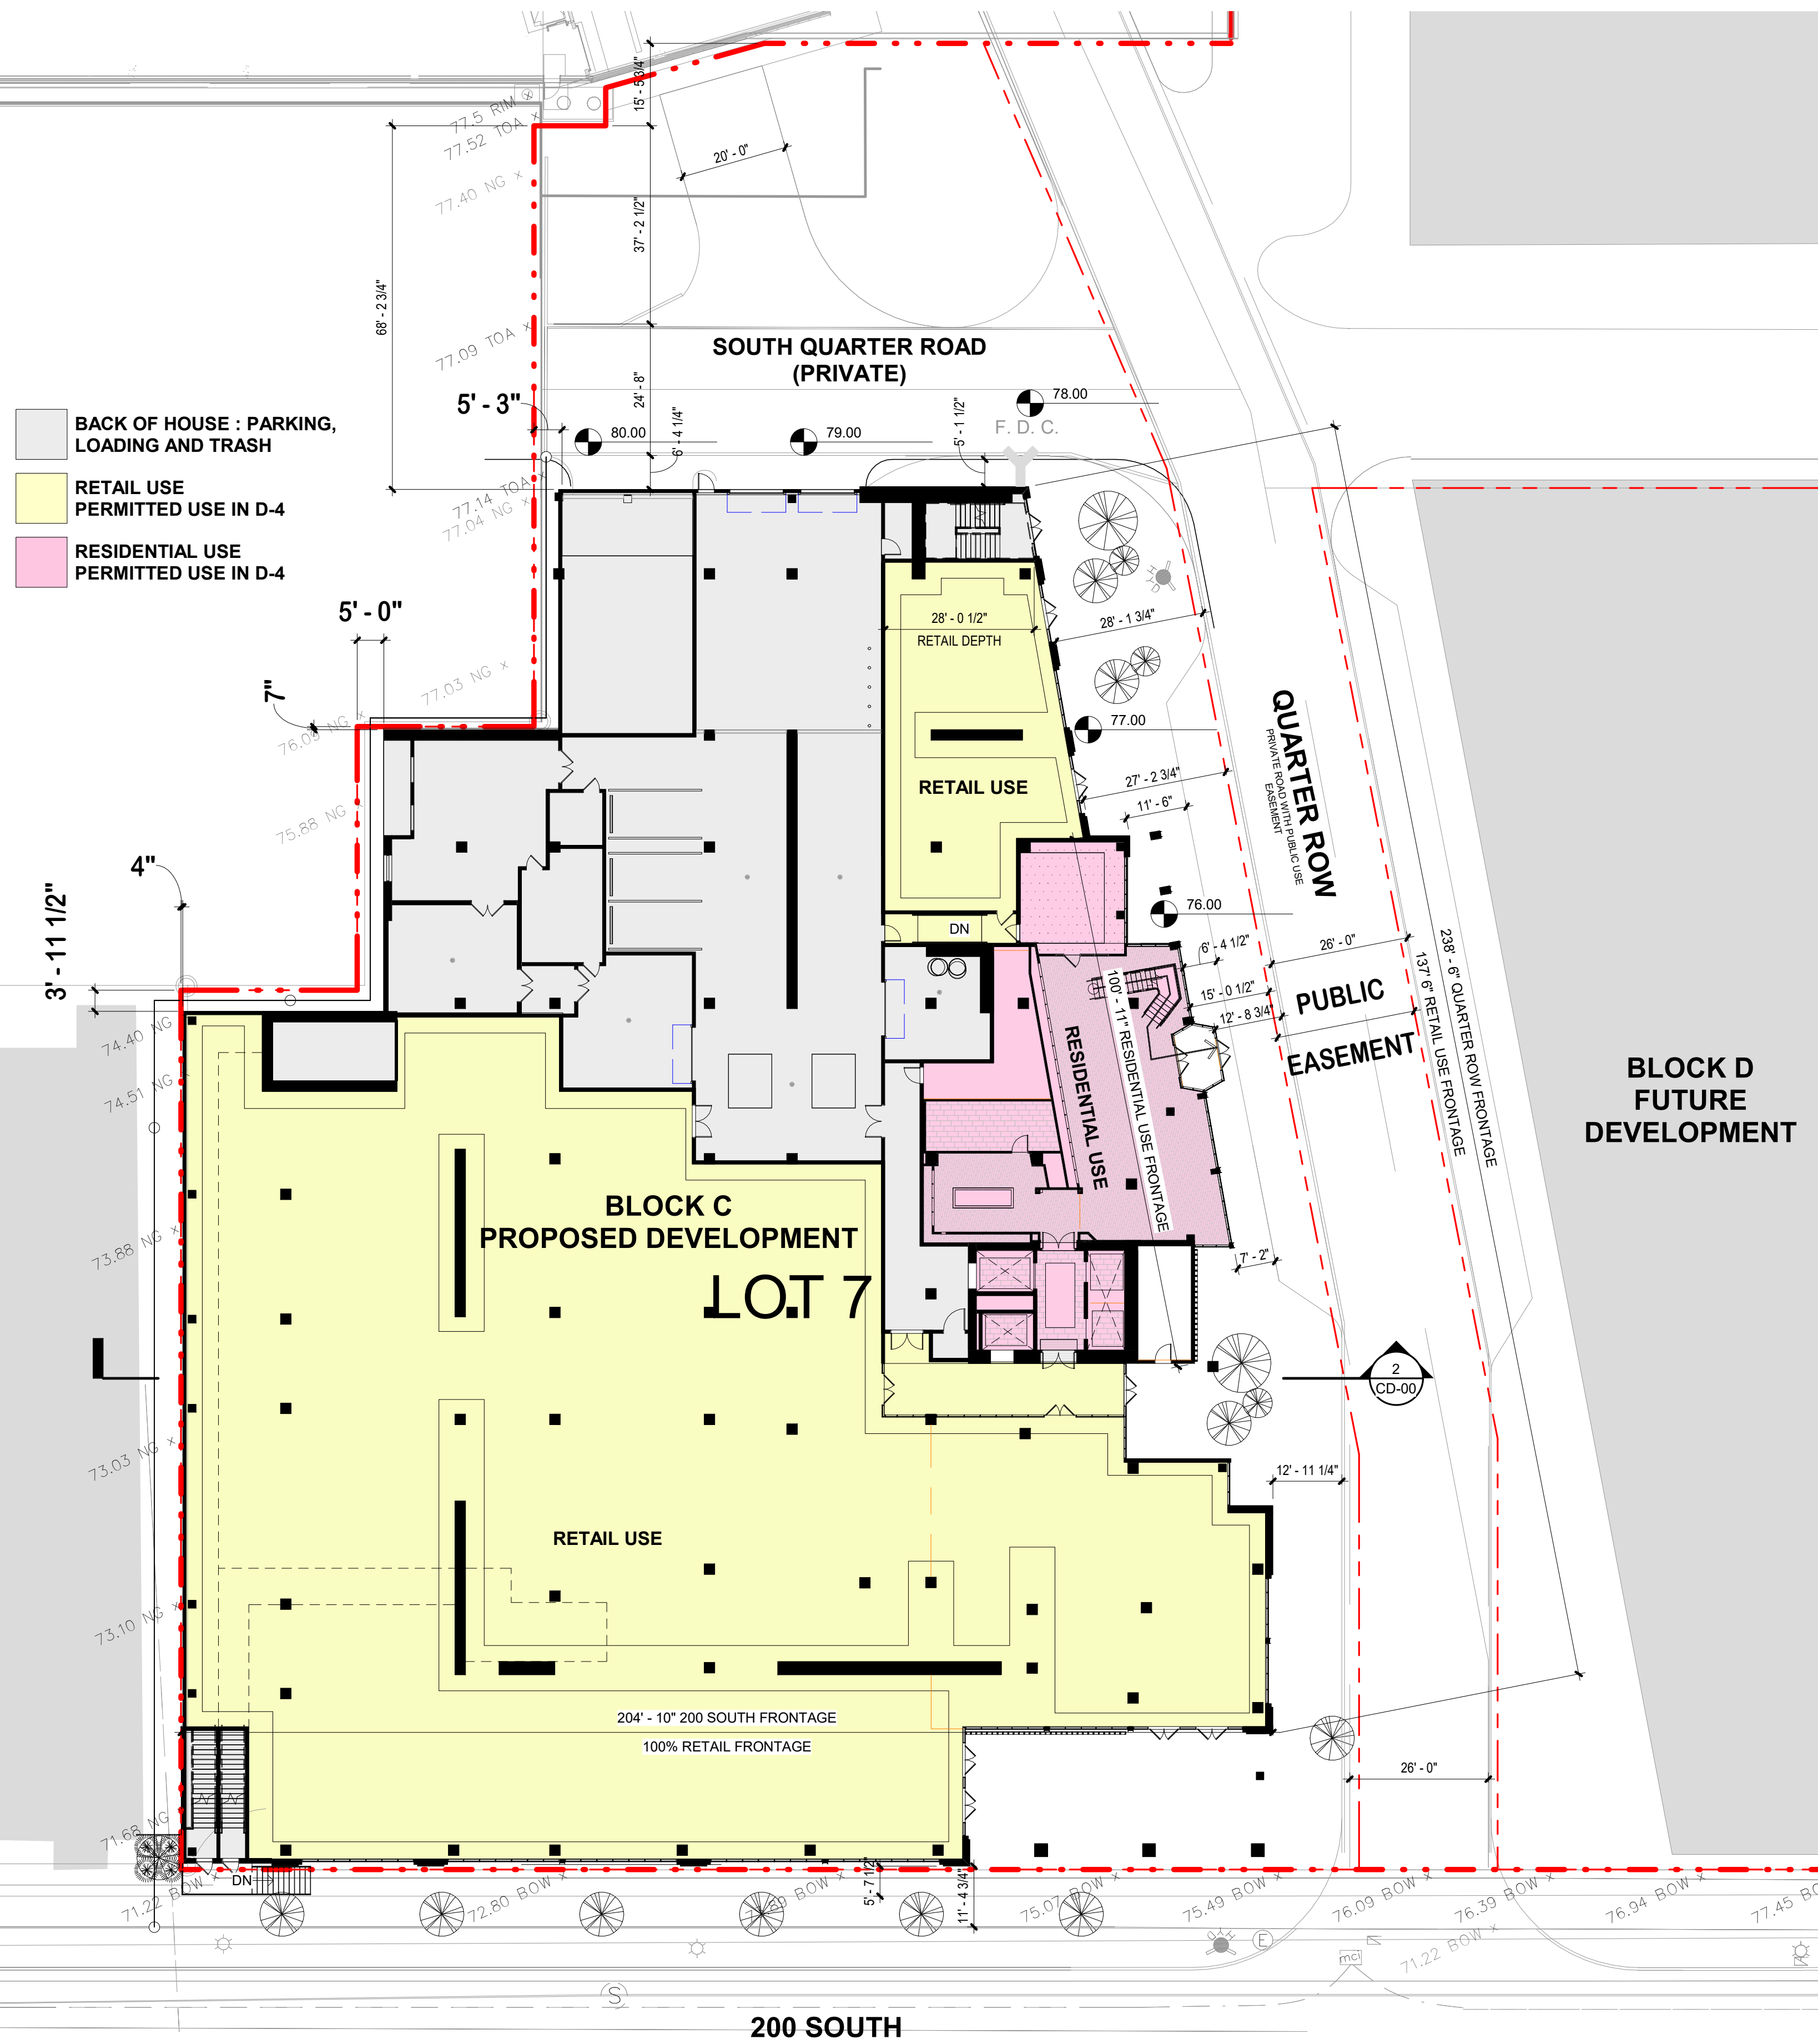 15' - 5 3/4"
77.5 RIM
77.52 TOA x
20' - 0"
77.40 NG x
37' - 2 1/2"
68' - 2 3/4"
77.09 TOA x
SOUTH QUARTER ROAD
(PRIVATE)
24' - 8"
5' - 3"
78.00
F. D. C.
80.00
79.00
6' - 4 1/4"
5' - 1 1/2"
BACK OF HOUSE : PARKING,
LOADING AND TRASH
RETAIL USE
PERMITTED USE IN D-4
RESIDENTIAL USE
PERMITTED USE IN D-4
77.14 TOA x
77.04 NG x
HYD
5' - 0"
28' - 0 1/2"
RETAIL DEPTH
28' - 1 3/4"
77.03 NG x
7"
76.09 NG x
77.00
QUARTER ROW
PRIVATE ROAD WITH PUBLIC USE
EASEMENT
27' - 2 3/4"
RETAIL USE
11' - 6"
75.88 NG x
4"
3' - 11 1/2"
76.00
DN
6' - 4 1/2"
26' - 0"
238' - 6" QUARTER ROW FRONTAGE
137' 6" RETAIL USE FRONTAGE
100' - 11" RESIDENTIAL USE FRONTAGE
RESIDENTIAL USE
15' - 0 1/2"
12' - 8 3/4"
PUBLIC
EASEMENT
74.40 NG
74.51 NG x
BLOCK D
FUTURE
DEVELOPMENT
BLOCK C
PROPOSED DEVELOPMENT
LOT 7
73.88 NG x
7' - 2"
2
CD-00
73.03 NG x
12' - 11 1/4"
RETAIL USE
73.10 NG x
204' - 10" 200 SOUTH FRONTAGE
100% RETAIL FRONTAGE
26' - 0"
71.68 NG
DN
5' - 7 1/2"
11' - 4 3/4"
71.22 BOW x
72.80 BOW x
89 BOW x
75.07 BOW x
75.49 BOW x
76.09 BOW x
76.39 BOW x
76.94 BOW x
77.45 BO
71.22 BOW x
HYD
E
mci
S
200 SOUTH